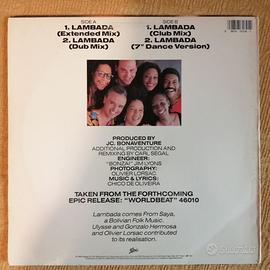 SIDE A
1. LAMBADA
(Extended Mix)
2. LAMBADA
(Dub Mix)
SIDE B
1. LAMBADA
(Club Mix)
2. LAMBADA
(7" Dance Version)
PRODUCED BY
JC. BONAVENTURE
ADDITIONAL PRODUCTION AND
REMIXING BY CARL SEGAL
ENGINEER:
"BONZAI" JIM LYONS
PHOTOGRAPHY:
OLIVIER LORSAC
MUSIC & LYRICS:
CHICO DE OLIVEIRA
TAKEN FROM THE FORTHCOMING
EPIC RELEASE: "WORLDBEAT" 46010
Lambada comes From Saya,
a Bolivian Folk Music.
Ulysse and Gonzalo Hermosa
and Olivier Lorsac contributed
to its realisation.